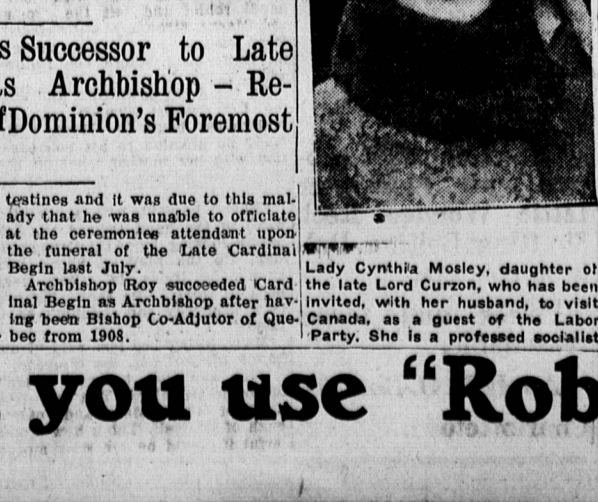 s Successor to Late
s Archbishop – Re-
f Dominion's Foremost
testines and it was due to this mal-
ady that he was unable to officiate
at the ceremonies attendant upon
the funeral of the Late Cardinal
Begin last July.
Archbishop Roy succeeded Card
inal Begin as Archbishop after hav-
ing been Bishop Co-Adjutor of Que-
bec from 1908.
Lady Cynthia Mosley, daughter of
the late Lord Curzon, who has been
invited, with her husband, to visit
Canada, as a guest of the Labor
Party. She is a professed socialist
you use "Rob